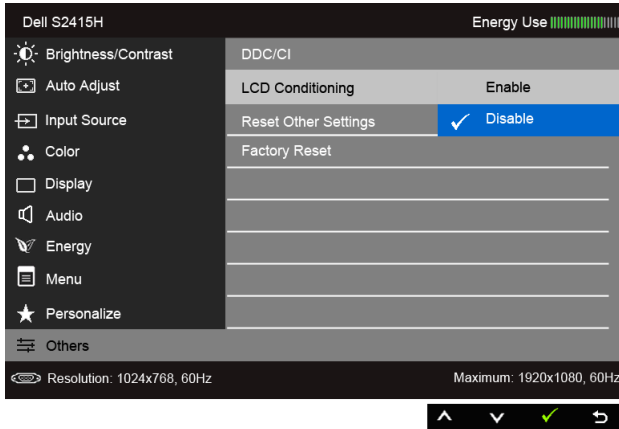 Dell S2415H Energy Use
Brightness/Contrast DDC/CI
Auto Adjust LCD Conditioning Enable
Input Source Reset Other Settings Disable
Color Factory Reset
Display
Audio
Energy
Menu
Personalize
Others
Resolution: 1024x768, 60Hz Maximum: 1920x1080, 60Hz